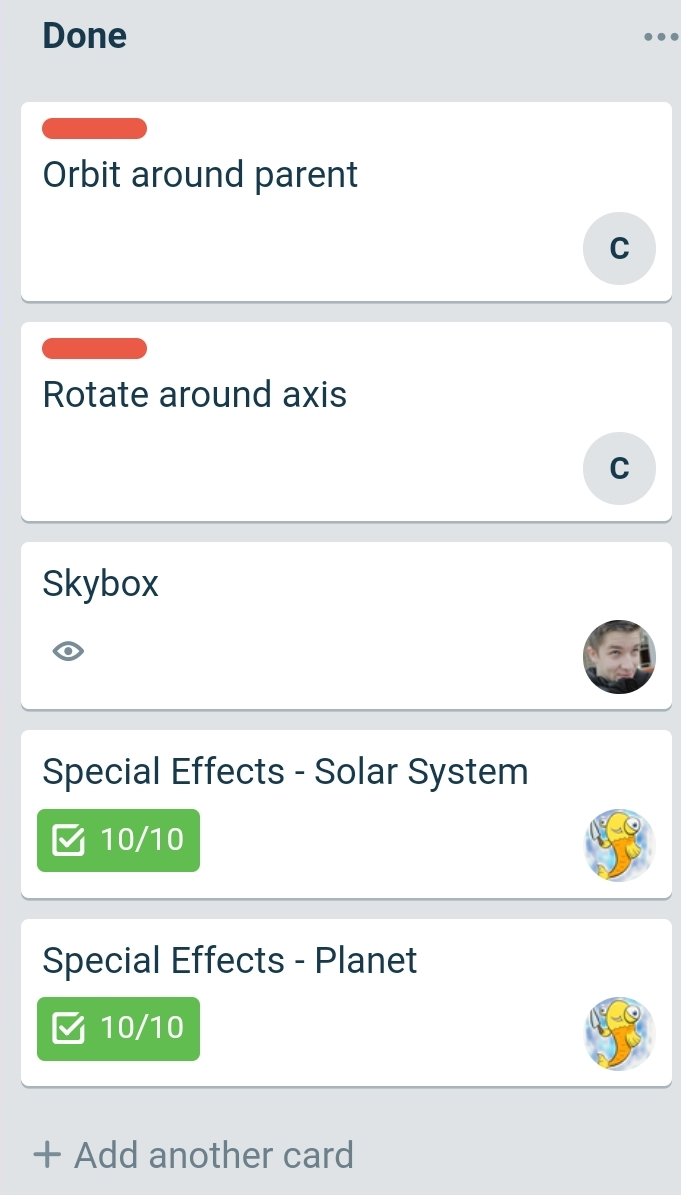 Done
Orbit around parent
C
Rotate around axis
C
Skybox
Special Effects - Solar System
10/10
Special Effects - Planet
10/10
+ Add another card